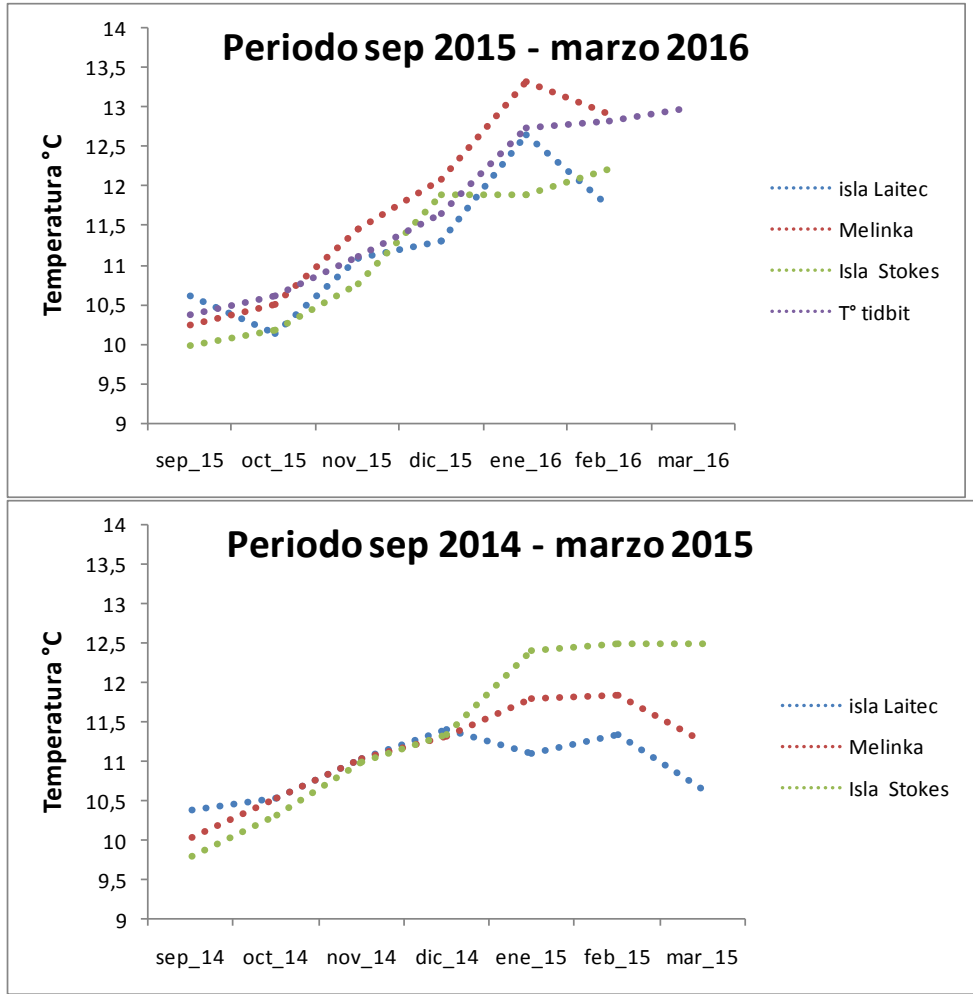 Periodo sep 2015 - marzo 2016
Temperatura °C
14
13,5
13
12,5
12
11,5
11
10,5
10
9,5
9
sep_15 oct_15 nov_15 dic_15 ene_16 feb_16 mar_16
isla Laitec
Melinka
Isla Stokes
T° tidbit
Periodo sep 2014 - marzo 2015
Temperatura °C
14
13,5
13
12,5
12
11,5
11
10,5
10
9,5
9
sep_14 oct_14 nov_14 dic_14 ene_15 feb_15 mar_15
isla Laitec
Melinka
Isla Stokes